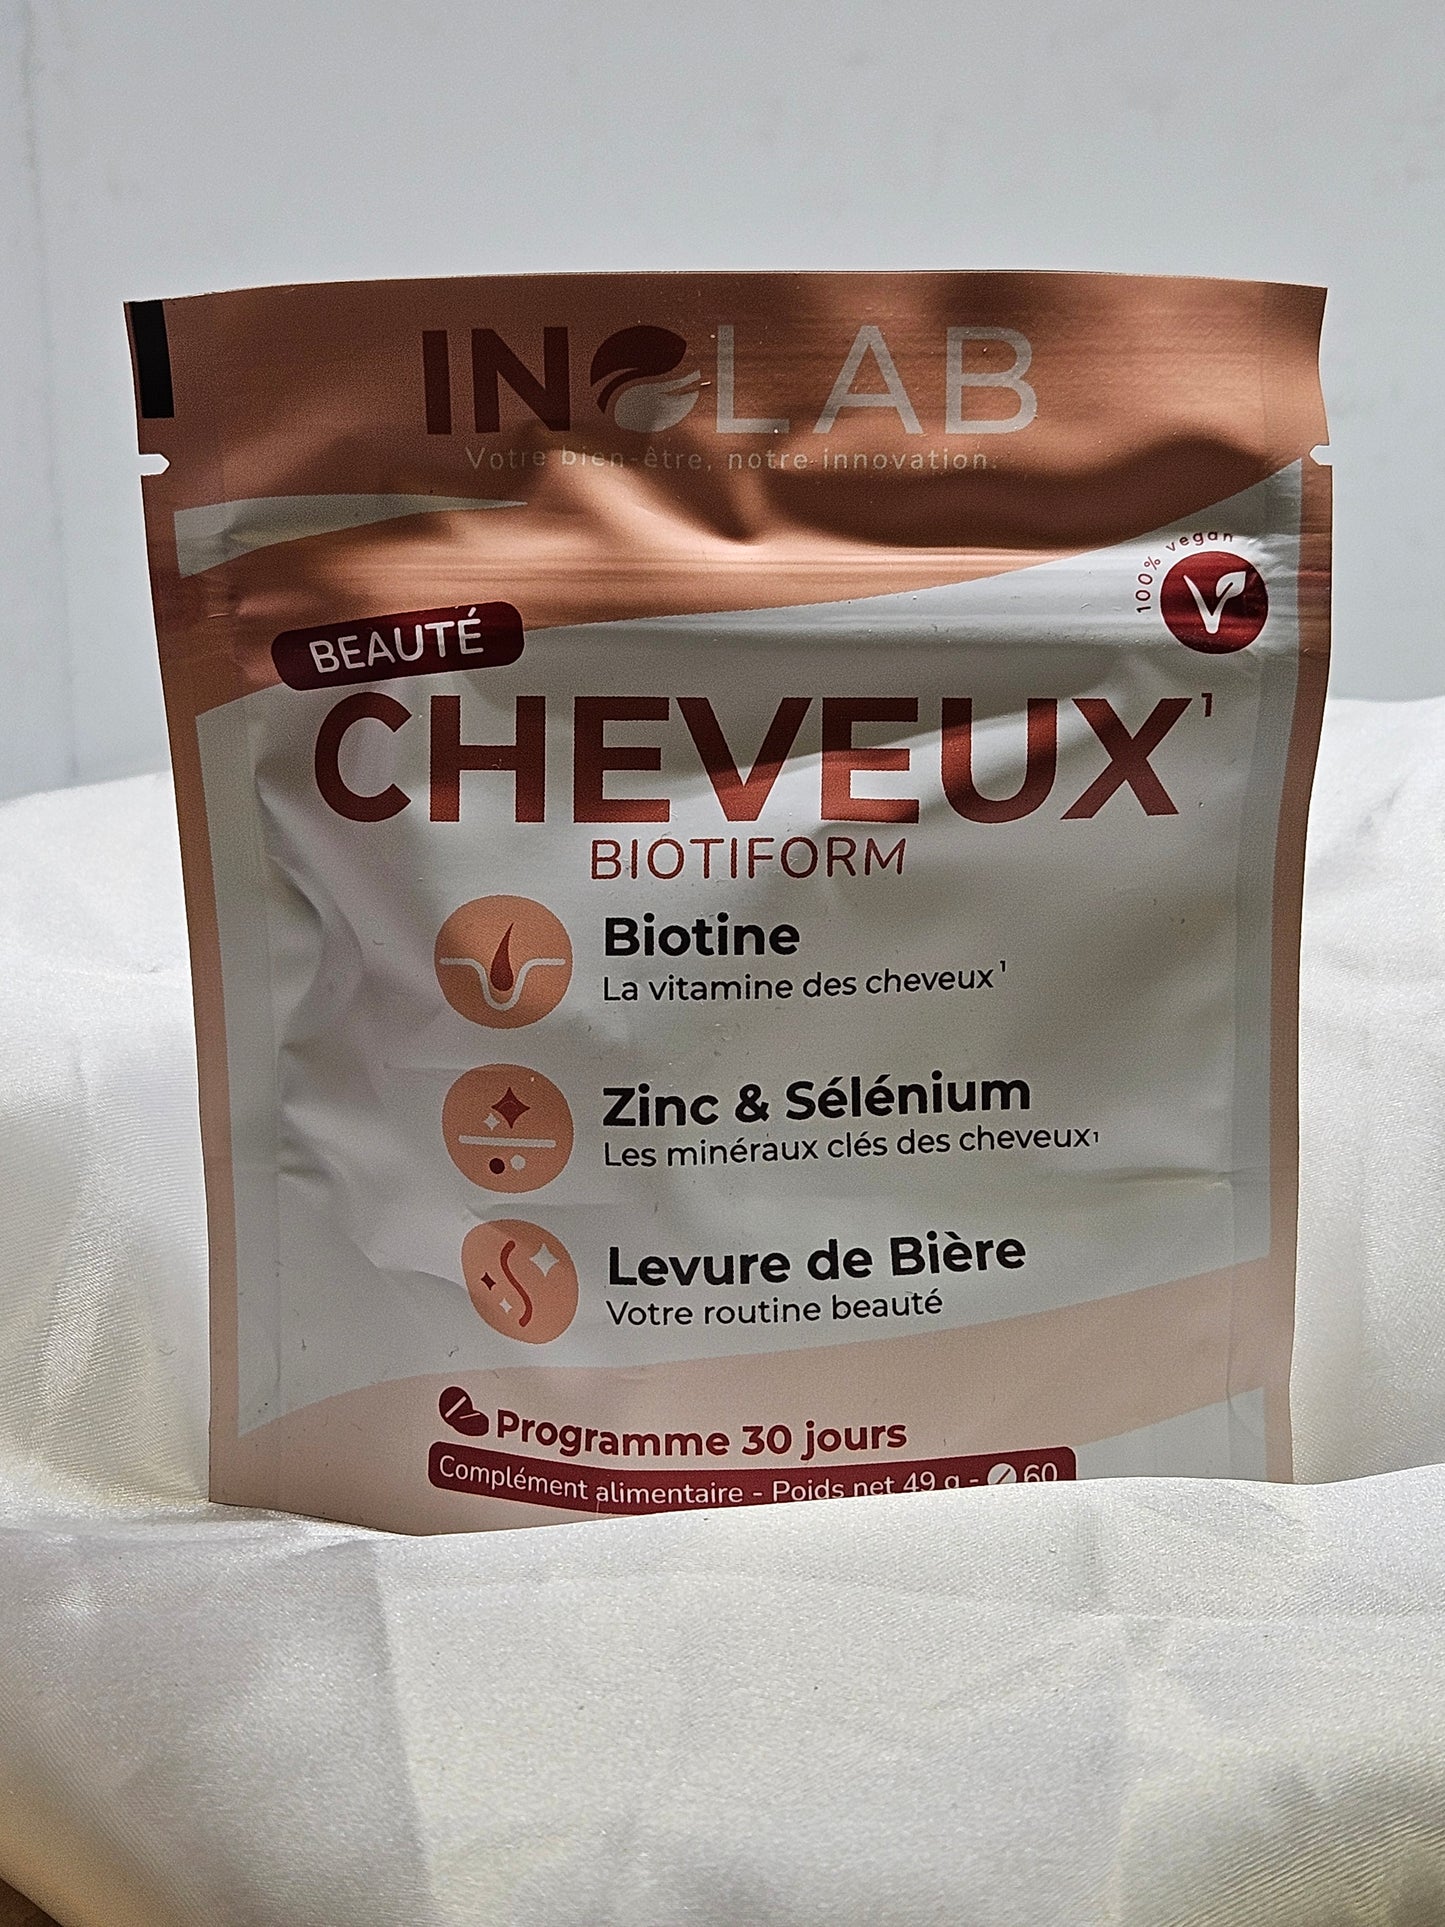 INOLAB
Votre bien-être, notre innovation.
100% vegan
BEAUTÉ
CHEVEUX¹
BIOTIFORM
Biotine
La vitamine des cheveux¹
Zinc & Sélénium
Les minéraux clés des cheveux¹
Levure de Bière
Votre routine beauté
Programme 30 jours
Complément alimentaire - Poids net 49 g - 60